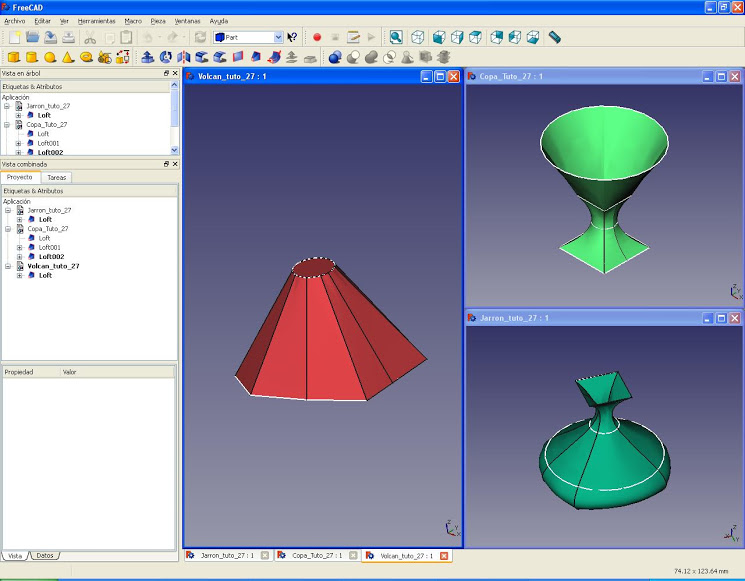 FreeCAD
Archivo Editar Ver Herramientas Macro Pieza Ventanas Ayuda
Part
Vista en árbol
Etiquetas & Atributos
Aplicación
Jarron_tuto_27
Loft
Copa_Tuto_27
Loft
Loft001
Loft002
Vista combinada
Proyecto Tareas
Etiquetas & Atributos
Aplicación
Jarron_tuto_27
Loft
Copa_Tuto_27
Loft
Loft001
Loft002
Volcan_tuto_27
Loft
Propiedad Valor
Vista Datos
Volcan_tuto_27 : 1
Copa_Tuto_27 : 1
Jarron_tuto_27 : 1
Jarron_tuto_27 : 1 Copa_Tuto_27 : 1 Volcan_tuto_27 : 1
74.12 x 123.64 mm